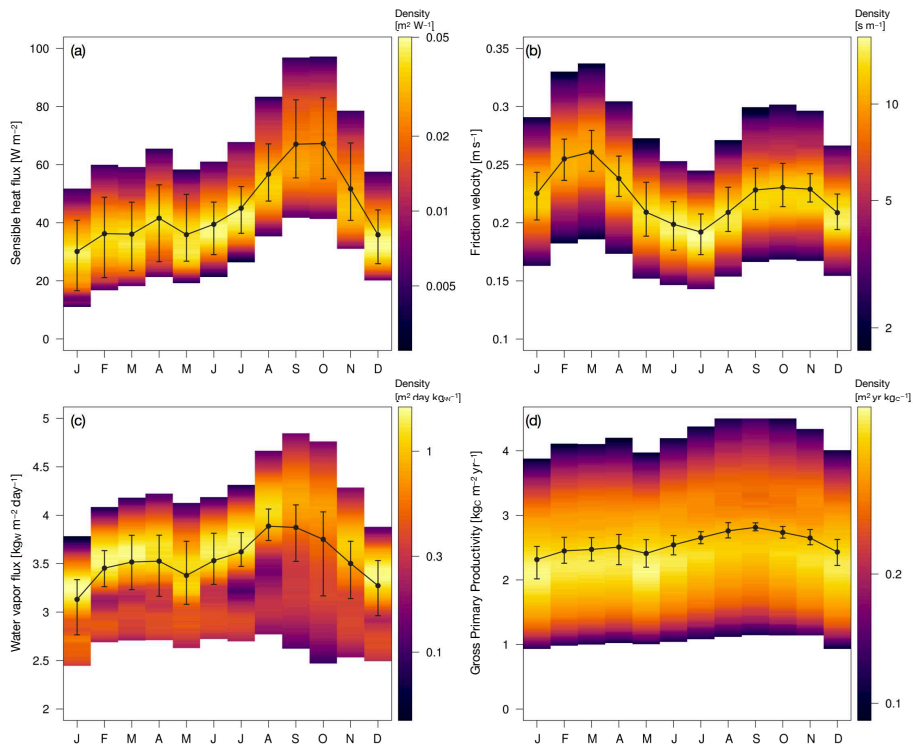 Density
[m² W⁻¹]
(a)
Sensible heat flux [W m⁻²]
100
80
60
40
20
0
J F M A M J J A S O N D
0.05
0.02
0.01
0.005
Density
[s m⁻¹]
(b)
Friction velocity [m s⁻¹]
0.35
0.3
0.25
0.2
0.15
0.1
J F M A M J J A S O N D
10
5
2
Density
[m² day kgw⁻¹]
(c)
Water vapor flux [kgw m⁻² day⁻¹]
5
4.5
4
3.5
3
2.5
2
J F M A M J J A S O N D
1
0.3
0.1
Density
[m² yr kgC⁻¹]
(d)
Gross Primary Productivity [kgC m⁻² yr⁻¹]
4
3
2
1
0
J F M A M J J A S O N D
0.2
0.1